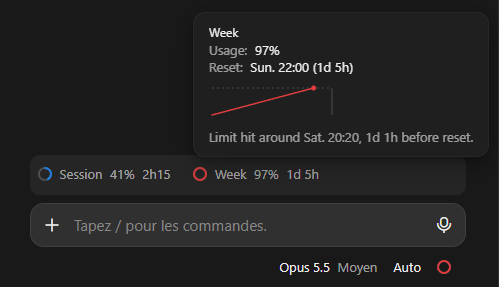 Week
Usage: 97%
Reset: Sun. 22:00 (1d 5h)
Limit hit around Sat. 20:20, 1d 1h before reset.
Session 41% 2h15 Week 97% 1d 5h
Tapez / pour les commandes.
Opus 5.5 Moyen Auto